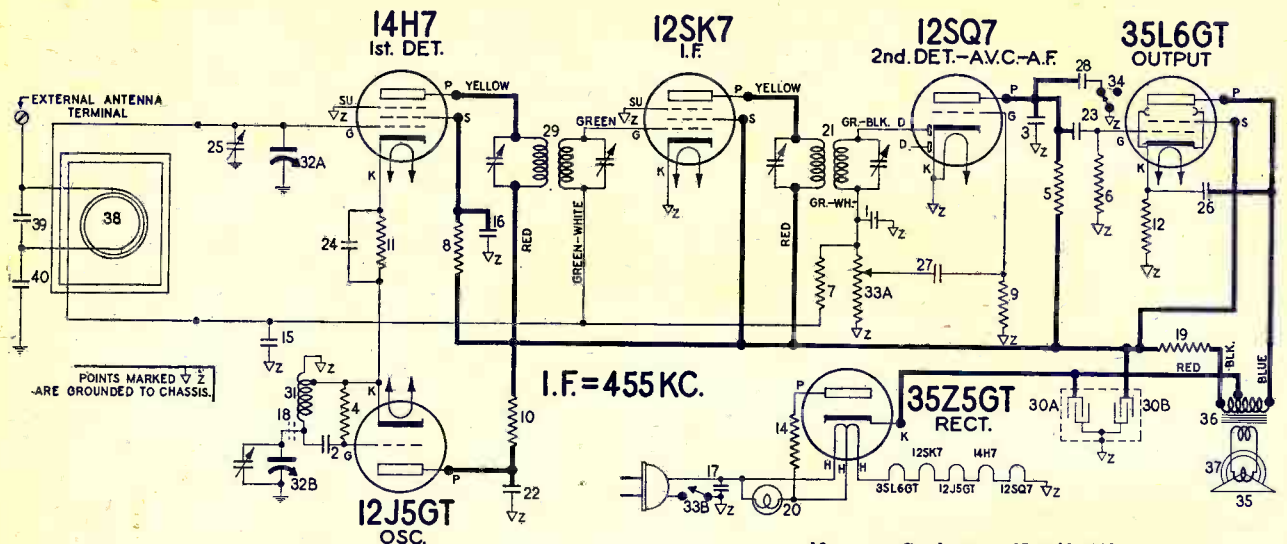 14H7
1st. DET.
12SK7
I.F.
12SQ7
2nd. DET.-A.V.C.-A.F.
35L6GT
OUTPUT
EXTERNAL ANTENNA
TERMINAL
P YELLOW
SU
Z
S
G
K
25
32A
38
39
40
24
11
8
16
Z
RED
29
GREEN
GREEN-WHITE
P YELLOW
SU
Z
S
G
K
Z
21
RED
GR.-BLK. D
D
GR.-WH.
1
Z
P
G
K
Z
7
33A
27
9
Z
3
Z
28
34
Z
23
5
6
Z
P
S
G
K
12
Z
26
15
Z
POINTS MARKED Z
ARE GROUNDED TO CHASSIS.
Z
31
18
4
2
32B
K
G
P
12J5GT
OSC.
10
22
Z
I.F.=455KC.
P
14
35Z5GT
RECT.
K
H H H
17
33B
Z
20
35L6GT
12SK7
12J5GT
14H7
12SQ7
Z
30A
30B
Z
19
RED
BLK.
BLUE
36
37
35